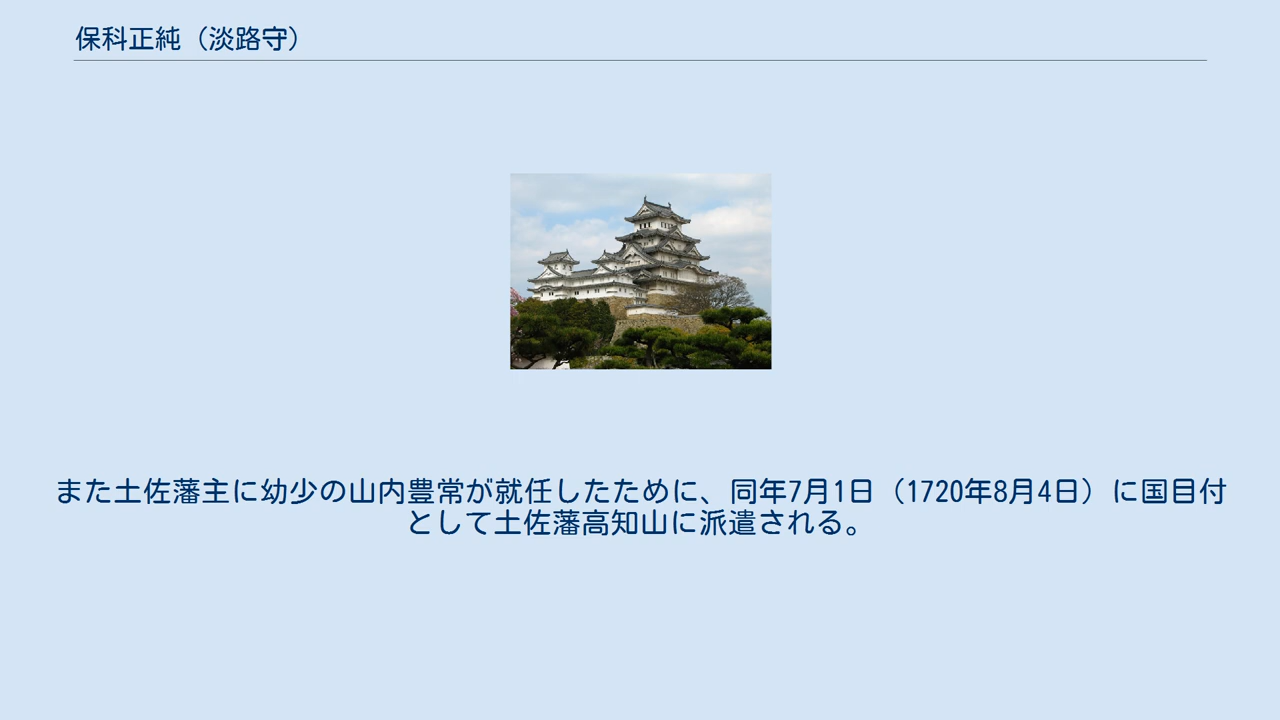 保科正純（淡路守）
また土佐藩主に幼少の山内豊常が就任したために、同年7月1日（1720年8月4日）に国目付
として土佐藩高知山に派遣される。